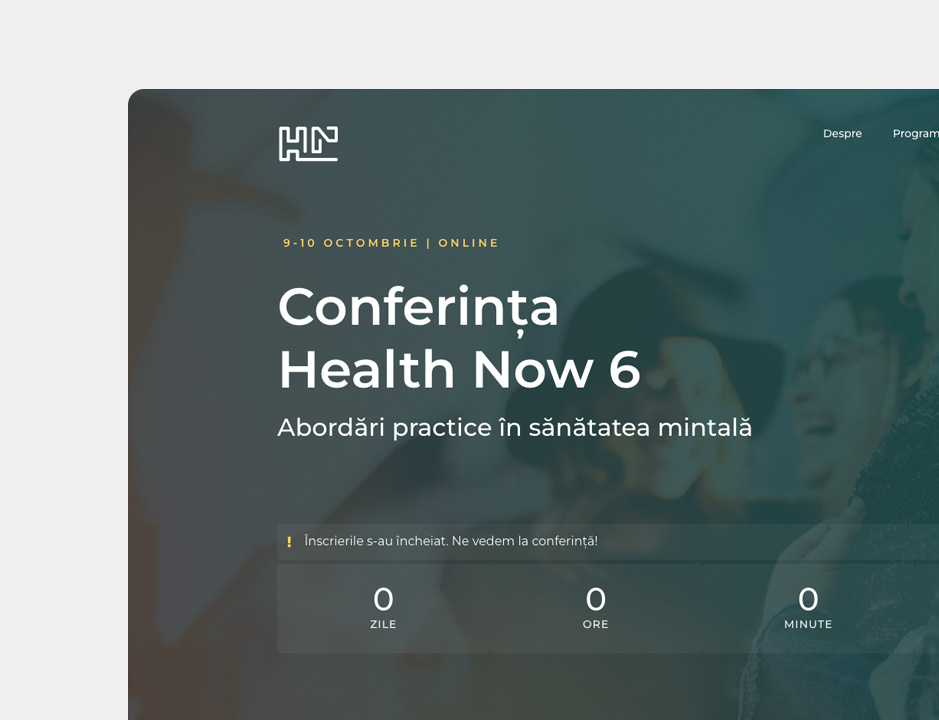 HN
Despre Program
9-10 OCTOMBRIE | ONLINE
Conferința
Health Now 6
Abordări practice în sănătatea mintală
! Înscrierile s-au încheiat. Ne vedem la conferință!
0 0 0
ZILE ORE MINUTE